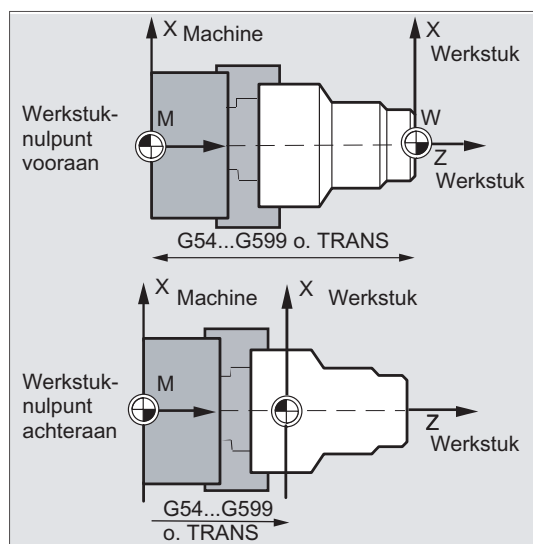 X Machine
X
Werkstuk
Werkstuk-
nulpunt
vooraan
M
W
Z
Werkstuk
G54...G599 o. TRANS
X Machine
X Werkstuk
Werkstuk-
nulpunt
achteraan
M
Z
Werkstuk
G54...G599
o. TRANS